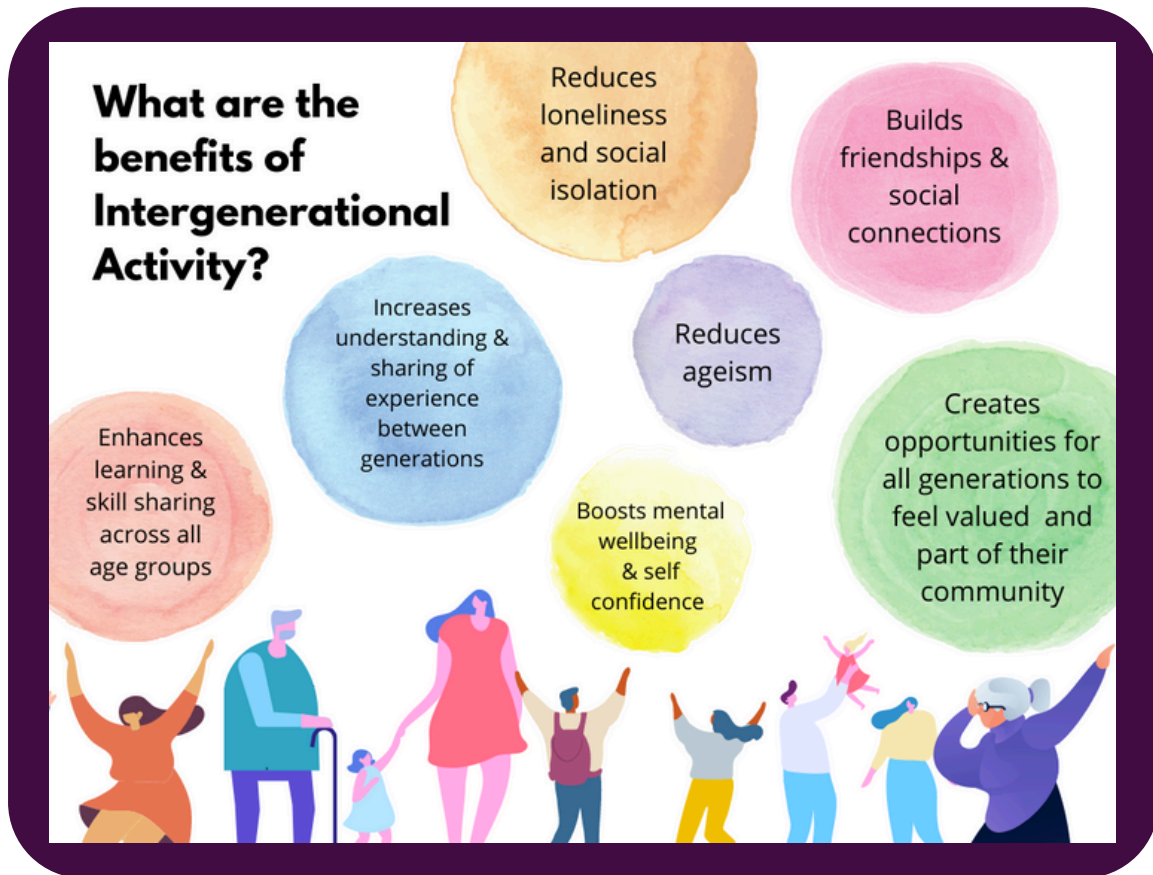 What are the
benefits of
Intergenerational
Activity?
Reduces
loneliness
and social
isolation
Builds
friendships &
social
connections
Increases
understanding &
sharing of
experience
between
generations
Reduces
ageism
Creates
opportunities for
all generations to
feel valued and
part of their
community
Enhances
learning &
skill sharing
across all
age groups
Boosts mental
wellbeing
& self
confidence